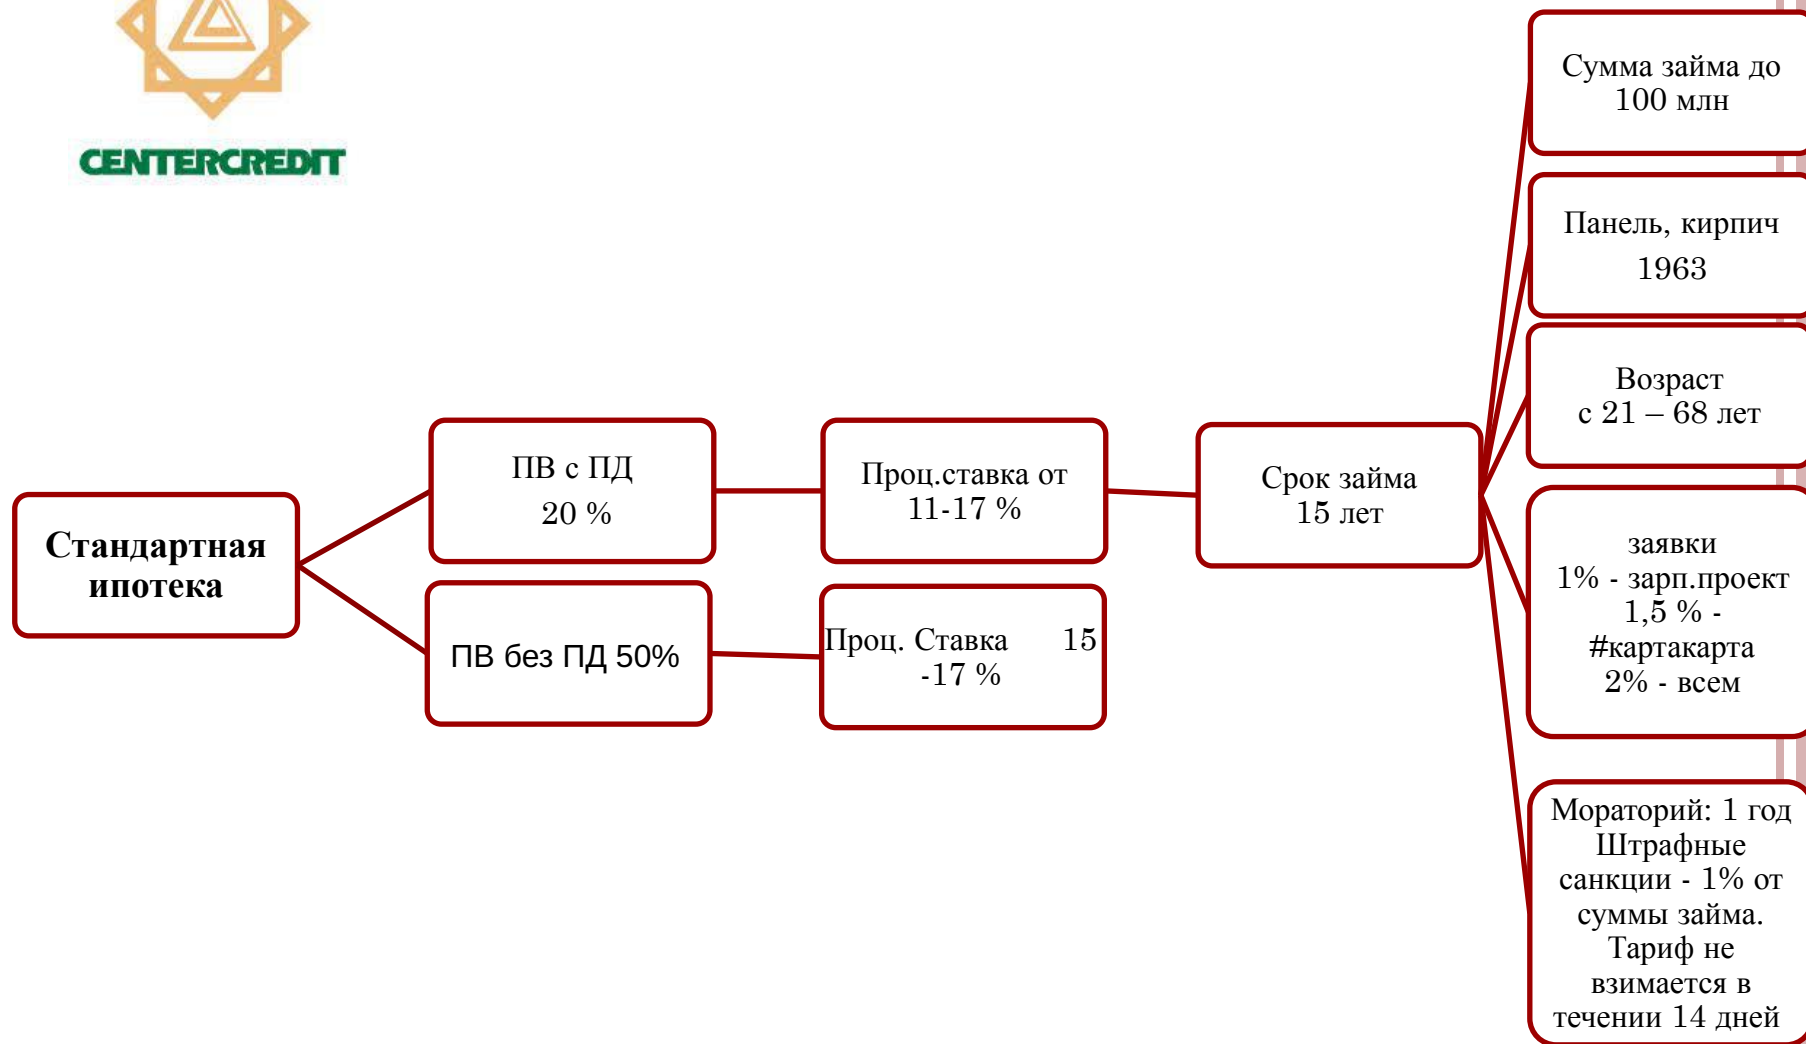 CENTERCREDIT
Стандартная
ипотека
ПВ с ПД
20 %
ПВ без ПД 50%
Проц.ставка от
11-17 %
Проц. Ставка 15
-17 %
Срок займа
15 лет
Сумма займа до
100 млн
Панель, кирпич
1963
Возраст
с 21 – 68 лет
заявки
1% - зарп.проект
1,5 % -
#картакарта
2% - всем
Мораторий: 1 год
Штрафные
санкции - 1% от
суммы займа.
Тариф не
взимается в
течении 14 дней